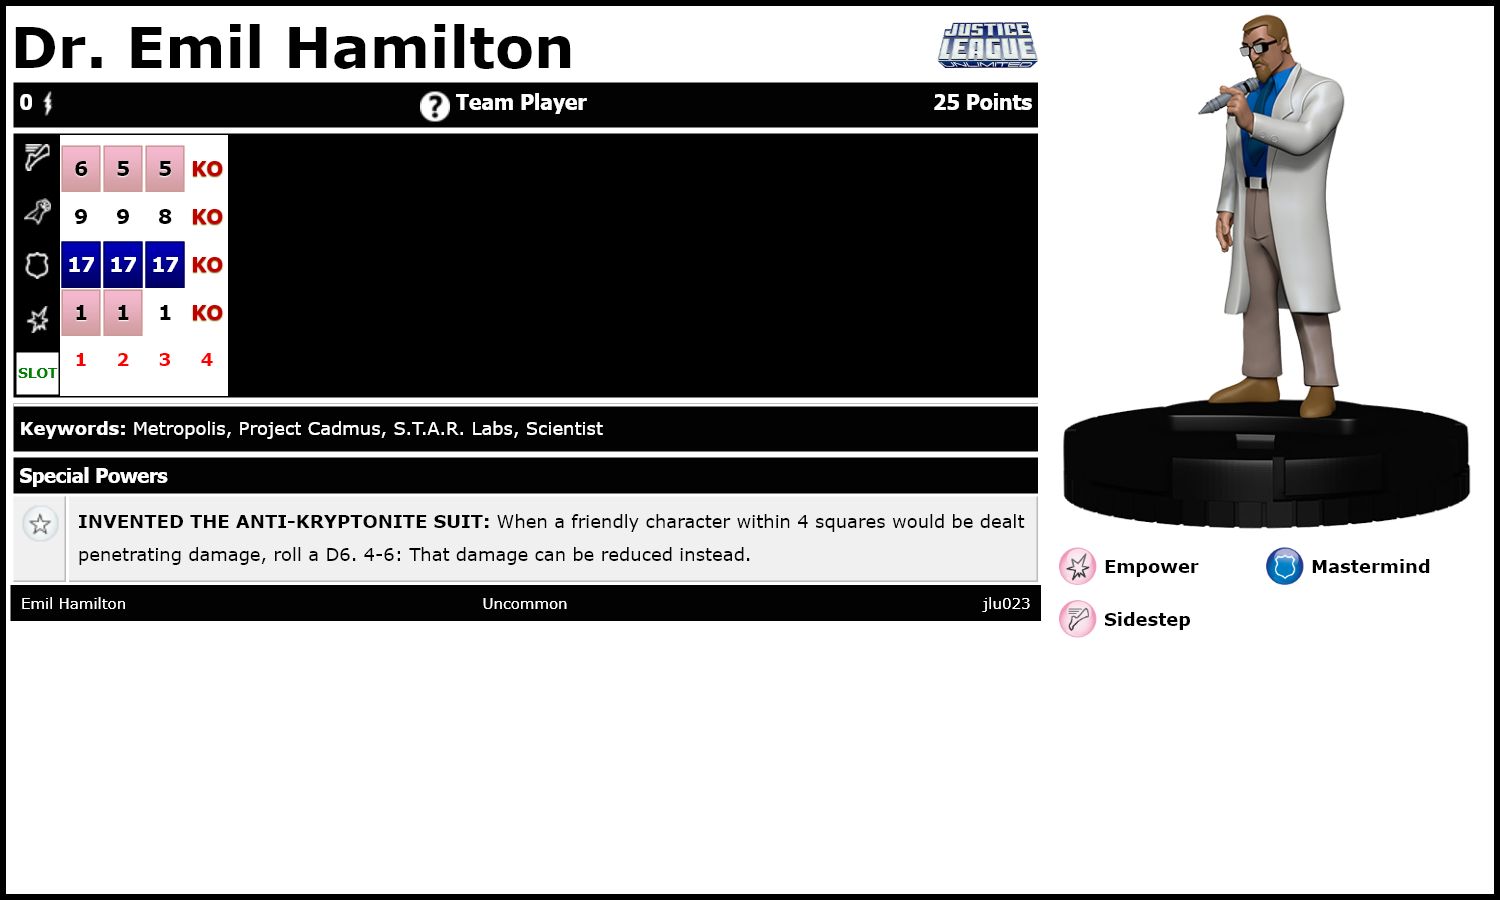 Dr. Emil Hamilton
JUSTICE
LEAGUE
UNLIMITED
0 ? Team Player 25 Points
6 5 5 KO
9 9 8 KO
17 17 17 KO
1 1 1 KO
SLOT 1 2 3 4
Keywords: Metropolis, Project Cadmus, S.T.A.R. Labs, Scientist
Special Powers
INVENTED THE ANTI-KRYPTONITE SUIT: When a friendly character within 4 squares would be dealt
penetrating damage, roll a D6. 4-6: That damage can be reduced instead.
Emil Hamilton Uncommon jlu023
Empower Mastermind
Sidestep